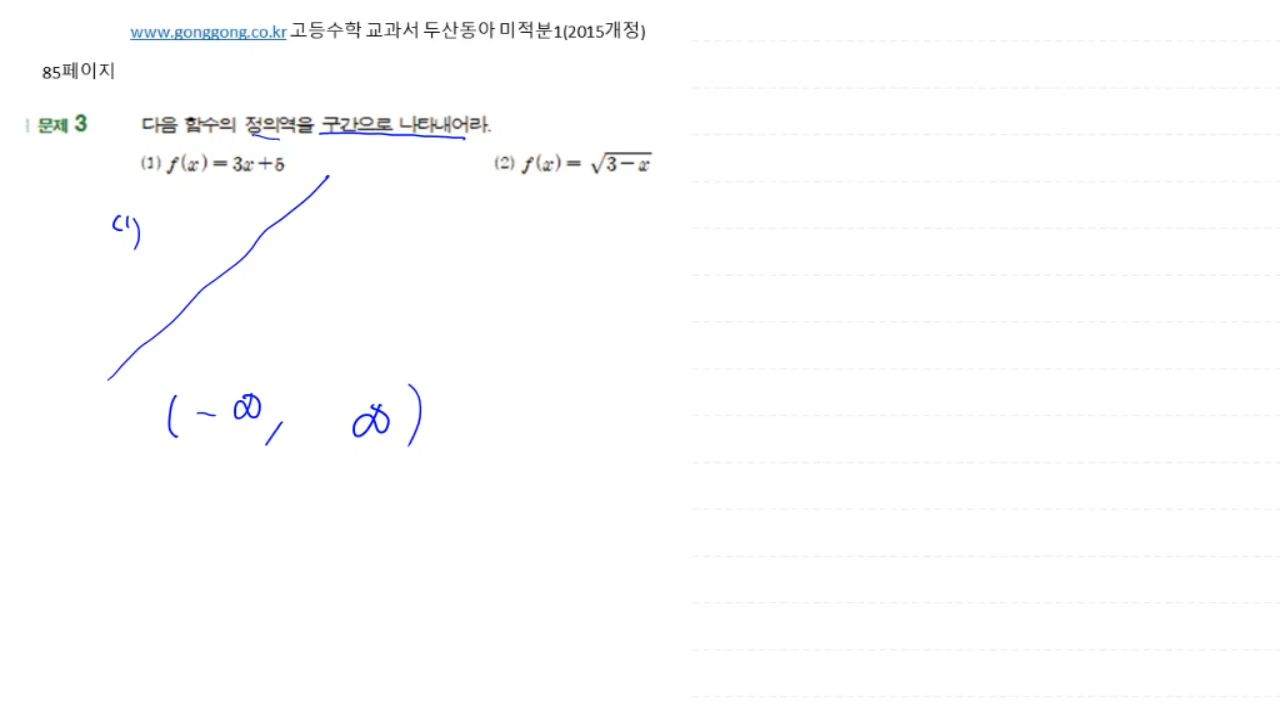 www.gonggong.co.kr 고등수학 교과서 두산동아 미적분1(2015개정)
85페이지
문제 3 다음 함수의 정의역을 구간으로 나타내어라.
(1) f(x)=3x+5 (2) f(x)=√3-x
(1)
(-∞, ∞)